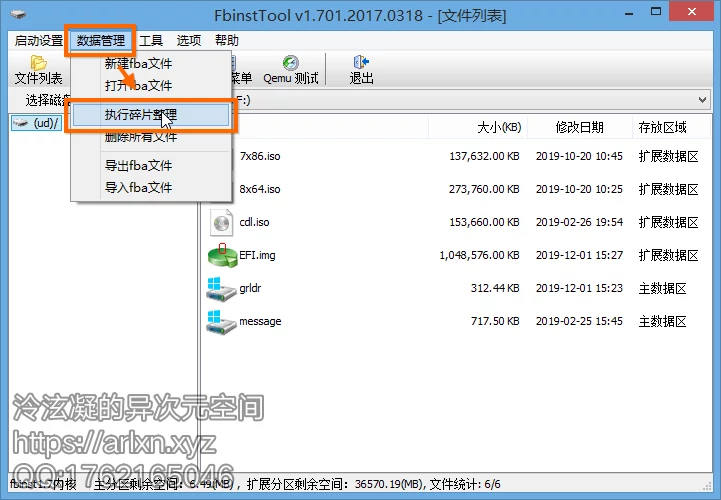 FbinstTool v1.701.2017.0318 - [文件列表]
启动设置 数据管理 工具 选项 帮助
文件列表 菜单 Qemu 测试 退出
新建fba文件
打开fba文件
选择磁盘 F:)
执行碎片整理
删除所有文件
导出fba文件
导入fba文件
(ud)/
大小(KB) 修改日期 存放区域
7x86.iso 137,632.00 KB 2019-10-20 10:45 扩展数据区
8x64.iso 273,760.00 KB 2019-10-20 10:25 扩展数据区
cdl.iso 153,660.00 KB 2019-02-26 19:54 扩展数据区
EFI.img 1,048,576.00 KB 2019-12-01 15:27 扩展数据区
grldr 312.44 KB 2019-12-01 15:23 主数据区
message 717.50 KB 2019-02-25 15:45 主数据区
冷泫凝的异次元空间
https://arlxn.xyz
QQ:1762165046
fbinst1.7内核 主分区剩余空间: 6.49(MB), 扩展分区剩余空间: 36570.19(MB), 文件统计: 6/6